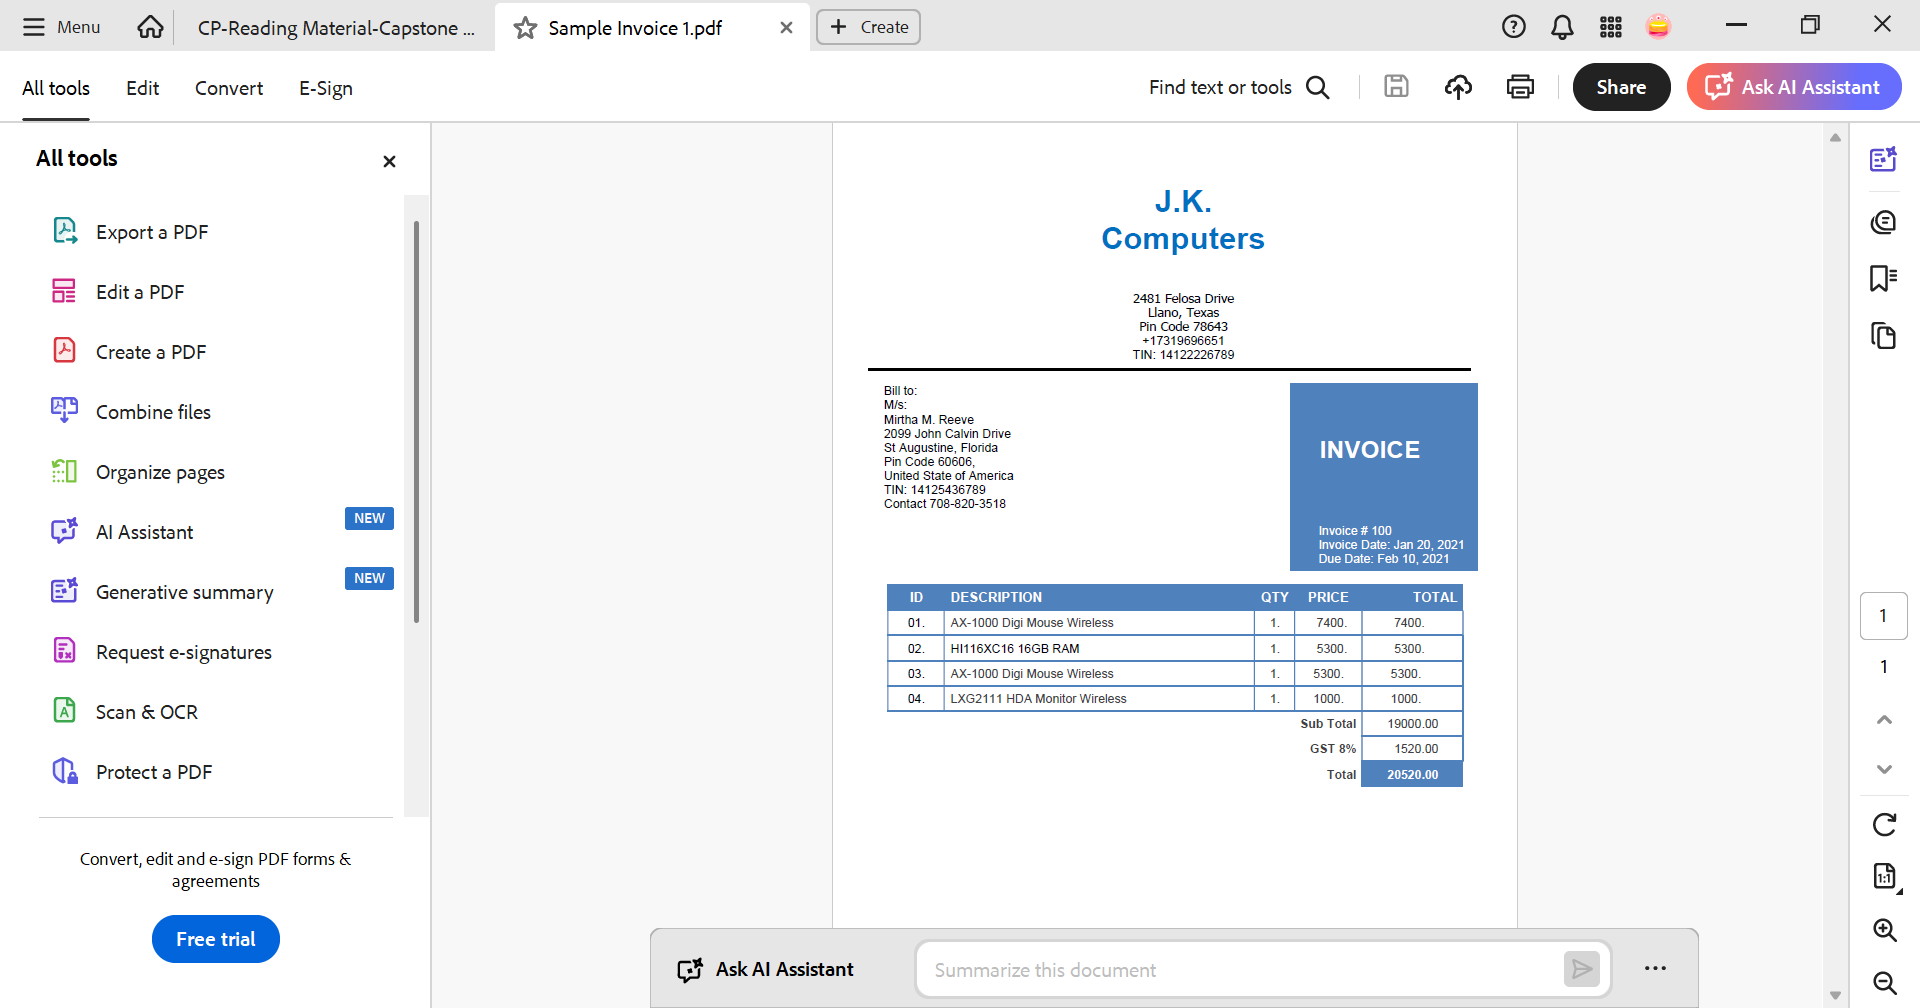 Menu
CP-Reading Material-Capstone ...
Sample Invoice 1.pdf
Create
All tools
Edit
Convert
E-Sign
Find text or tools
Share
Ask AI Assistant
All tools
Export a PDF
Edit a PDF
Create a PDF
Combine files
Organize pages
AI Assistant
NEW
Generative summary
NEW
Request e-signatures
Scan & OCR
Protect a PDF
Convert, edit and e-sign PDF forms &
agreements
Free trial
J.K.
Computers
2481 Felosa Drive
Llano, Texas
Pin Code 78643
+17319696651
TIN: 14122226789
Bill to:
M/s:
Mirtha M. Reeve
2099 John Calvin Drive
St Augustine, Florida
Pin Code 60606,
United State of America
TIN: 14125436789
Contact 708-820-3518
INVOICE
Invoice # 100
Invoice Date: Jan 20, 2021
Due Date: Feb 10, 2021
ID DESCRIPTION QTY PRICE TOTAL
01. AX-1000 Digi Mouse Wireless 1. 7400. 7400.
02. HI116XC16 16GB RAM 1. 5300. 5300.
03. AX-1000 Digi Mouse Wireless 1. 5300. 5300.
04. LXG2111 HDA Monitor Wireless 1. 1000. 1000.
Sub Total 19000.00
GST 8% 1520.00
Total 20520.00
Ask AI Assistant
Summarize this document
1
1
1:1